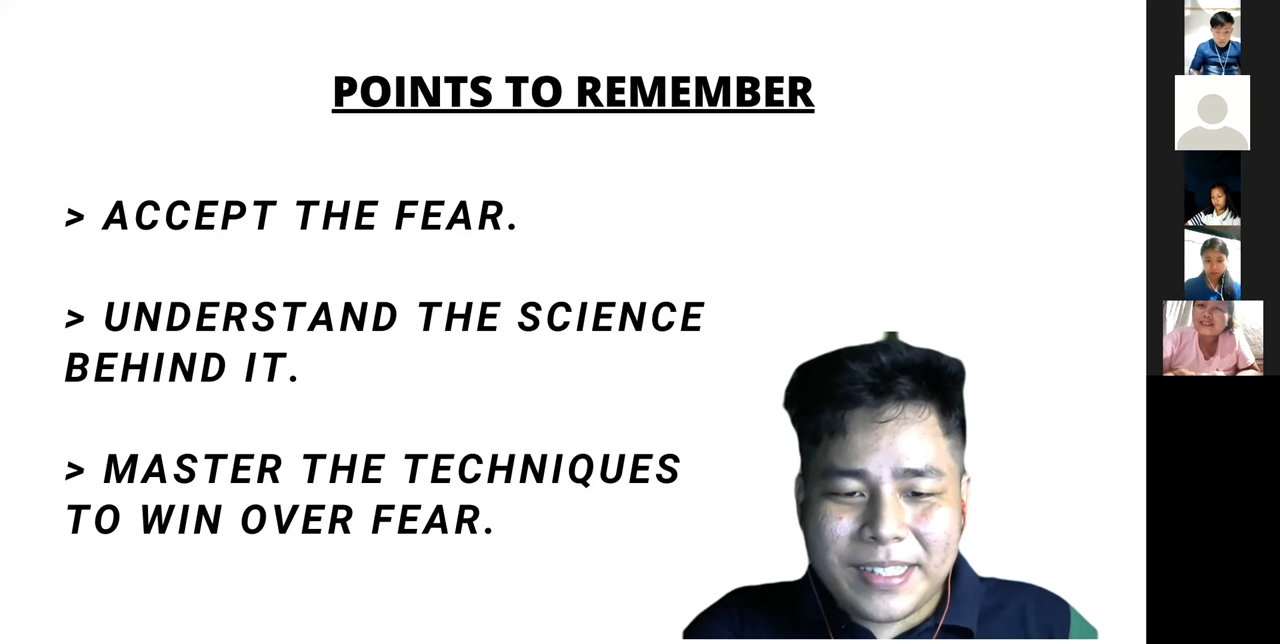 POINTS TO REMEMBER
> ACCEPT THE FEAR.
> UNDERSTAND THE SCIENCE
BEHIND IT.
> MASTER THE TECHNIQUES
TO WIN OVER FEAR.